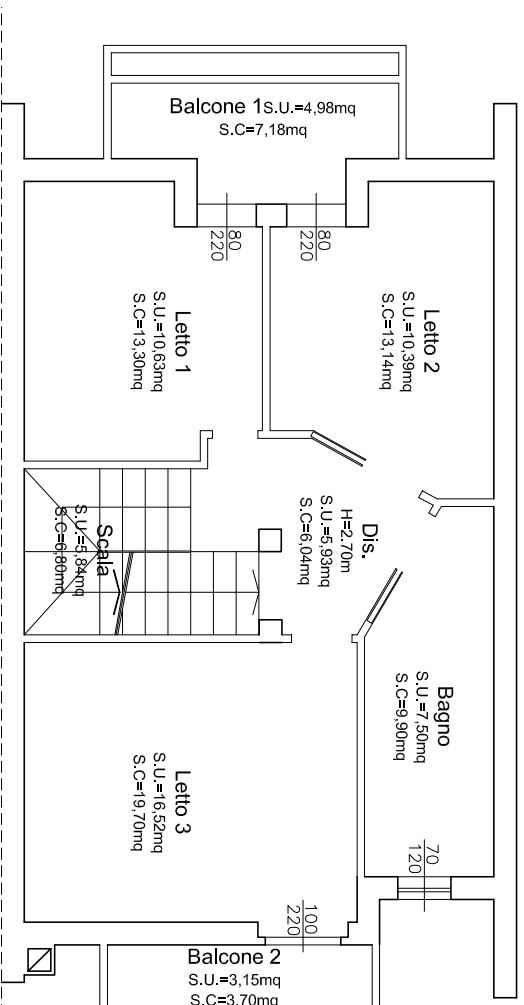 Balcone 1 S.U.=4,98mq
S.C=7,18mq
80
220
80
220
Letto 1
S.U.=10,63mq
S.C=13,30mq
Letto 2
S.U.=10,39mq
S.C=13,14mq
Dis.
H=2.70m
S.U.=5,93mq
S.C=6,04mq
Scala
S.U.=5,84mq
S.C=6,80mq
Bagno
S.U.=7,50mq
S.C=9,90mq
Letto 3
S.U.=16,52mq
S.C=19,70mq
70
120
100
220
Balcone 2
S.U.=3,15mq
S.C=3,70mq